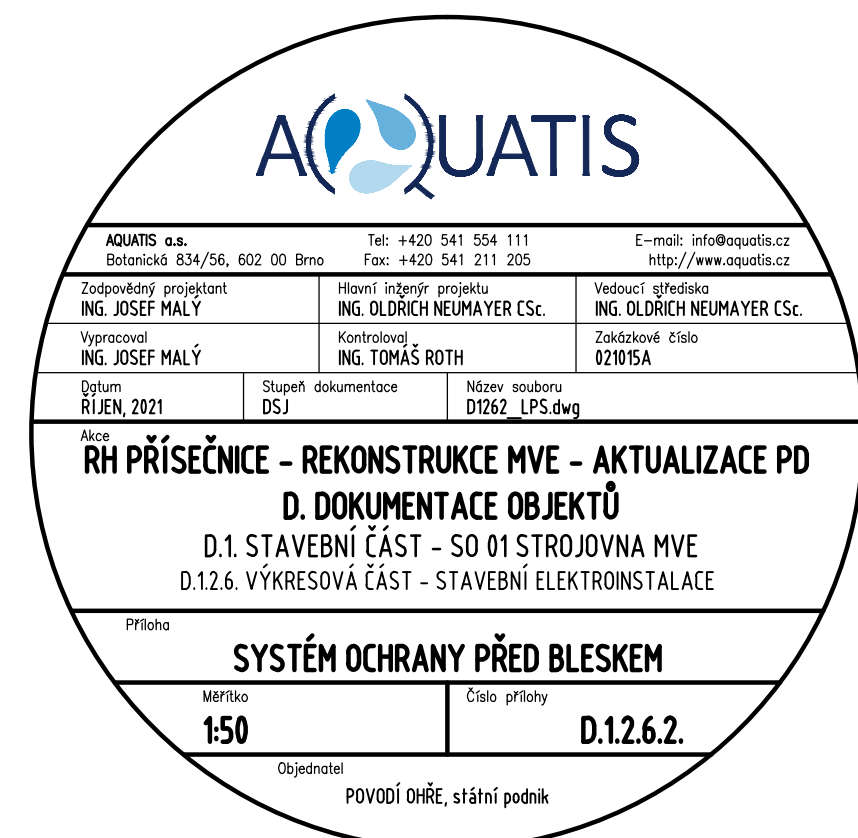 AQUATIS
AQUATIS a.s. Tel: +420 541 554 111 E-mail: info@aquatis.cz
Botanická 834/56, 602 00 Brno Fax: +420 541 211 205 http://www.aquatis.cz
Zodpovědný projektant Hlavní inženýr projektu Vedoucí střediska
ING. JOSEF MALÝ ING. OLDŘICH NEUMAYER CSc. ING. OLDŘICH NEUMAYER CSc.
Vypracoval Kontroloval Zakázkové číslo
ING. JOSEF MALÝ ING. TOMÁŠ ROTH 021015A
Datum Stupeň dokumentace Název souboru
ŘÍJEN, 2021 DSJ D1262_LPS.dwg
Akce
RH PŘÍSEČNICE - REKONSTRUKCE MVE - AKTUALIZACE PD
D. DOKUMENTACE OBJEKTŮ
D.1. STAVEBNÍ ČÁST - SO 01 STROJOVNA MVE
D.1.2.6. VÝKRESOVÁ ČÁST - STAVEBNÍ ELEKTROINSTALACE
Příloha
SYSTÉM OCHRANY PŘED BLESKEM
Měřítko Číslo přílohy
1:50 D.1.2.6.2.
Objednatel
POVODÍ OHŘE, státní podnik